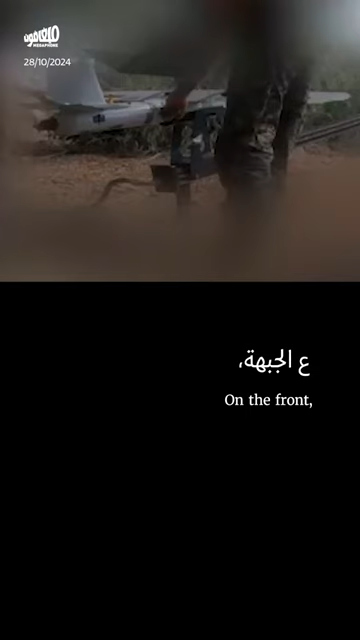 ميغافون
MEGAPHONE
28/10/2024
ع الجبهة،
On the front,